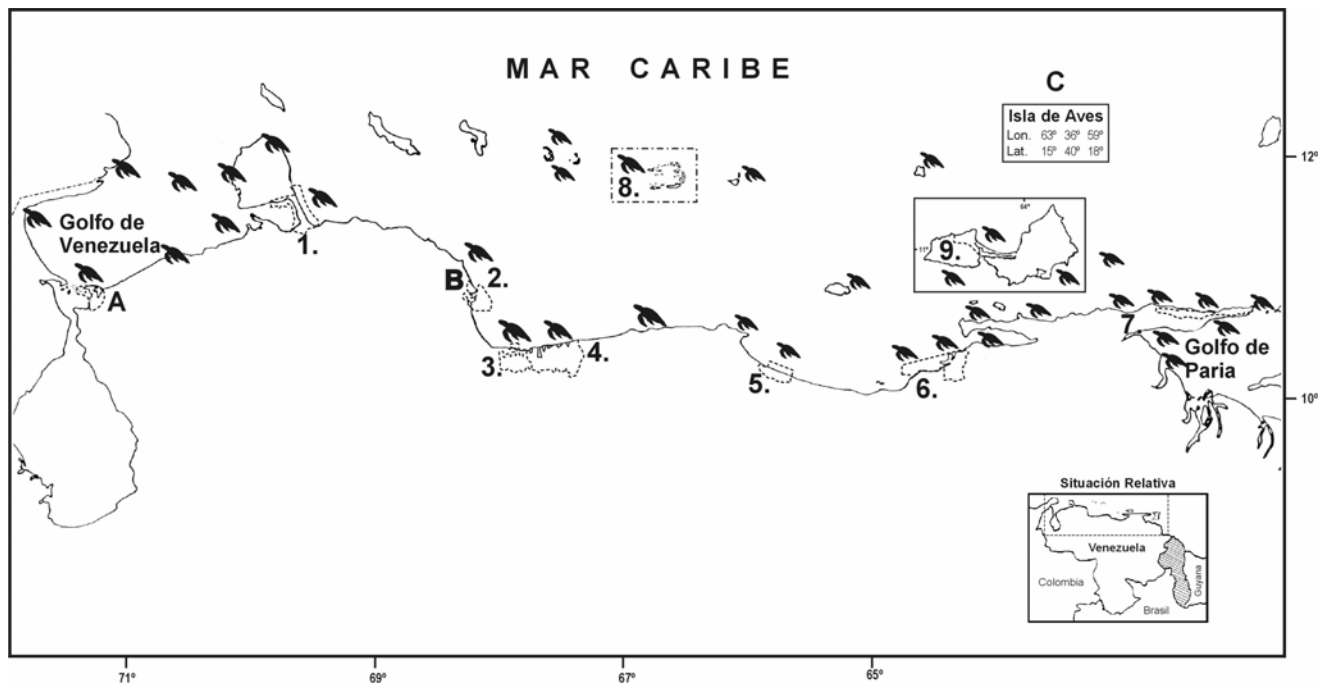 MAR CARIBE
C
Isla de Aves
Lon. 63º 36º 59º
Lat. 15º 40º 18º
12º
8.
Golfo de
Venezuela
1.
64º
11º
9.
A
B
2.
7
Golfo de
Paria
3.
4.
5.
6.
10º
Situación Relativa
Venezuela
Colombia
Guyana
Brasil
71º
69º
67º
65º